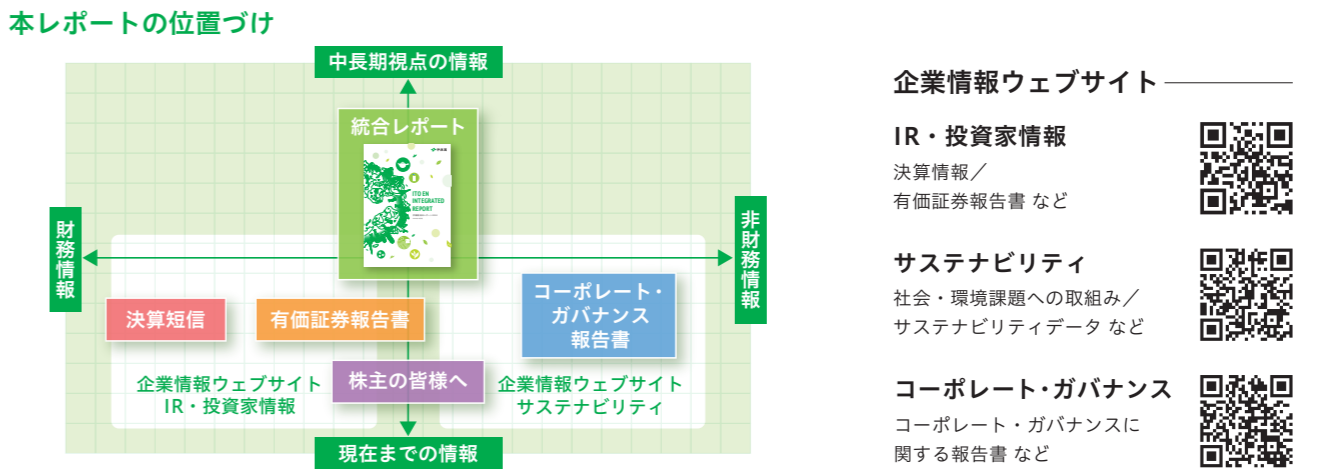 本レポートの位置づけ
中長期視点の情報
統合レポート
伊藤園
ITO EN
INTEGRATED
REPORT
財務情報
非財務情報
決算短信
有価証券報告書
コーポレート・
ガバナンス
報告書
株主の皆様へ
企業情報ウェブサイト
IR・投資家情報
企業情報ウェブサイト
サステナビリティ
現在までの情報
企業情報ウェブサイト
IR・投資家情報
決算情報／
有価証券報告書 など
サステナビリティ
社会・環境課題への取組み／
サステナビリティデータ など
コーポレート・ガバナンス
コーポレート・ガバナンスに
関する報告書 など